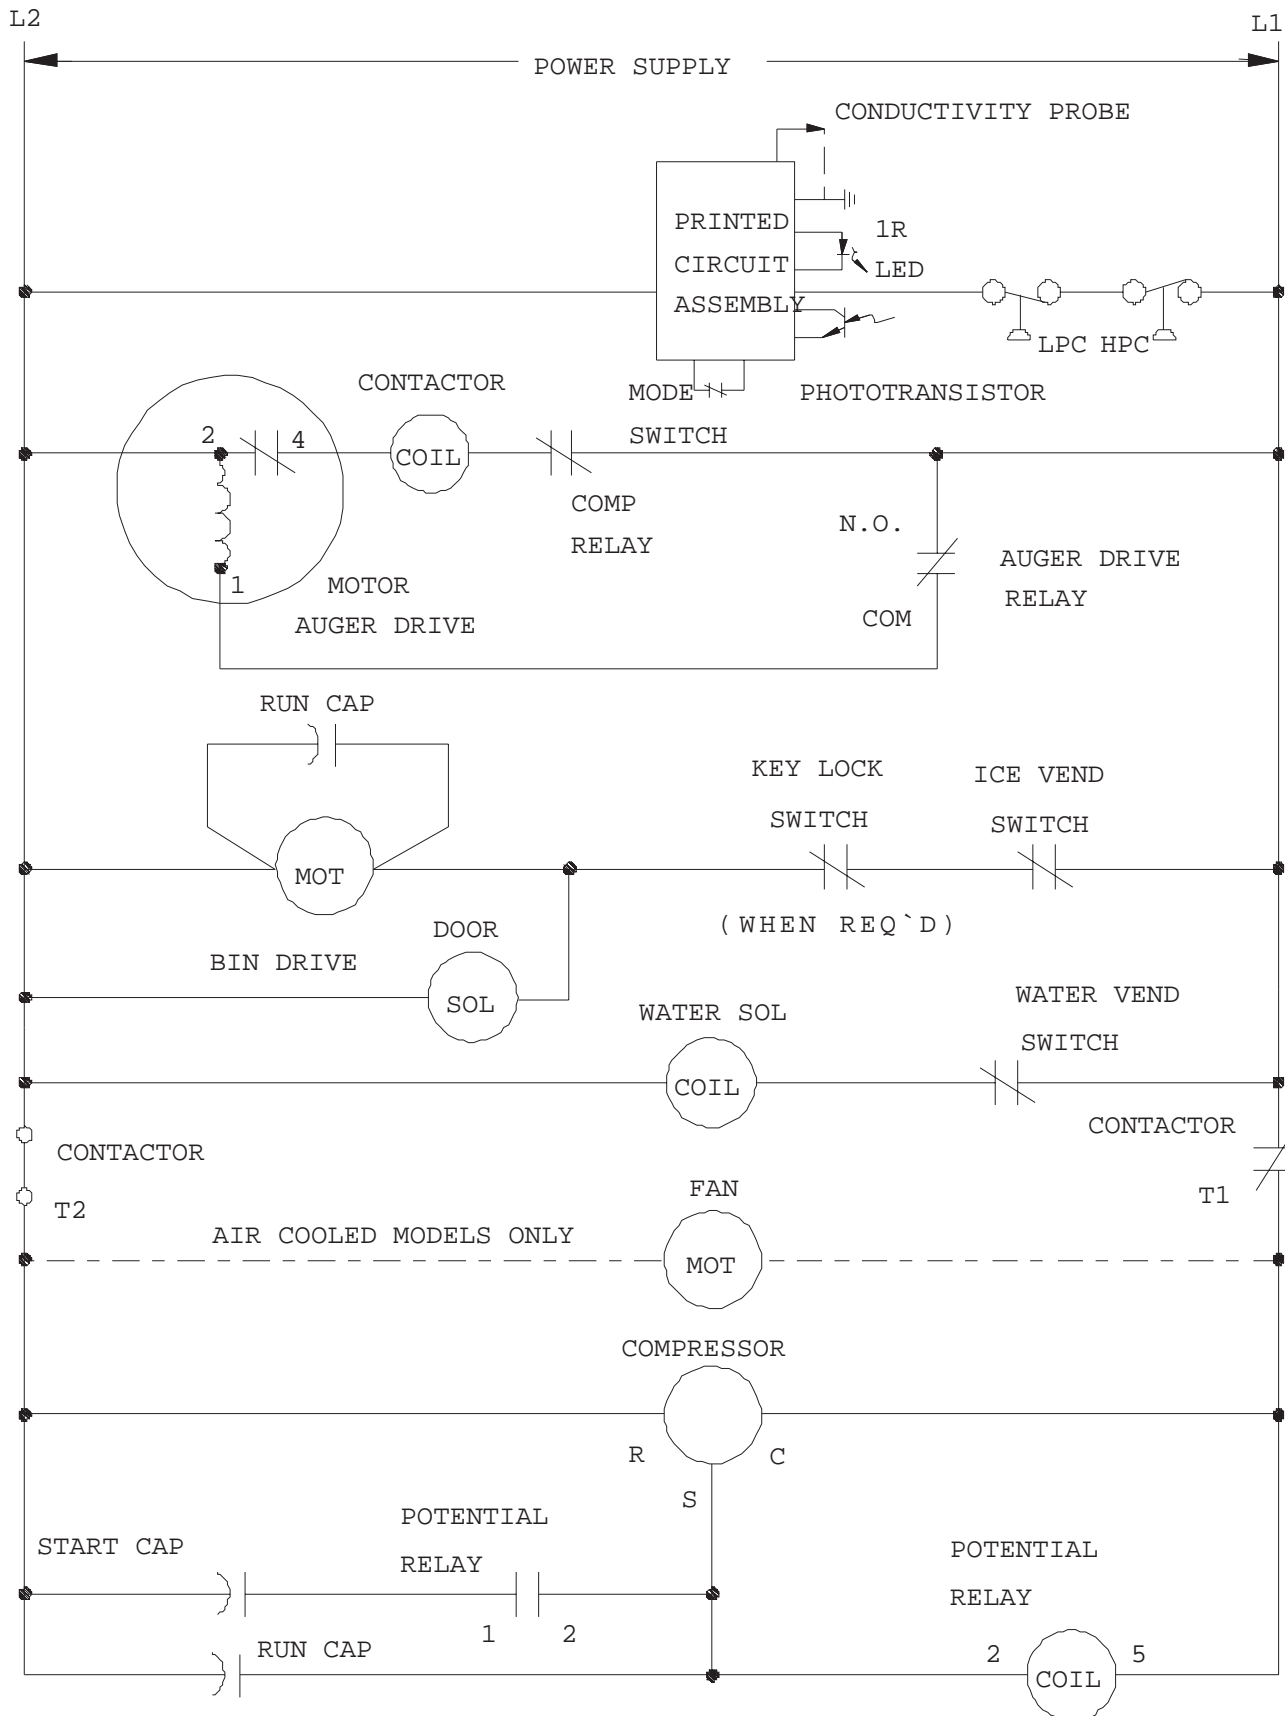 L2
L1
POWER SUPPLY
CONDUCTIVITY PROBE
PRINTED
1R
CIRCUIT
LED
ASSEMBLY
LPC HPC
CONTACTOR
MODE
PHOTOTRANSISTOR
2
4
SWITCH
COIL
COMP
N.O.
RELAY
AUGER DRIVE
1
MOTOR
RELAY
AUGER DRIVE
COM
RUN CAP
KEY LOCK
ICE VEND
SWITCH
SWITCH
MOT
(WHEN REQ`D)
DOOR
BIN DRIVE
SOL
WATER SOL
WATER VEND
SWITCH
COIL
CONTACTOR
CONTACTOR
T2
FAN
T1
AIR COOLED MODELS ONLY
MOT
COMPRESSOR
R
C
S
POTENTIAL
START CAP
POTENTIAL
RELAY
RELAY
1
2
RUN CAP
2
5
COIL